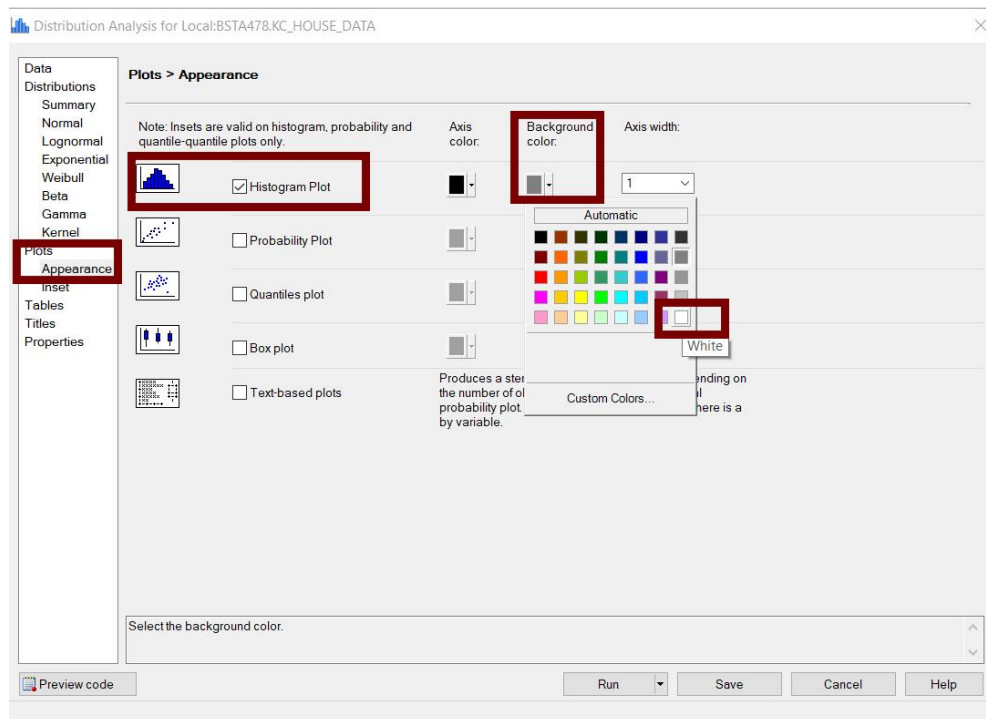 Distribution Analysis for Local:BSTA478.KC_HOUSE_DATA
Data
Distributions
Summary
Normal
Lognormal
Exponential
Weibull
Beta
Gamma
Kernel
Plots
Appearance
Inset
Tables
Titles
Properties
Plots > Appearance
Note: Insets are valid on histogram, probability and
quantile-quantile plots only.
Axis
color:
Background
color:
Axis width:
Histogram Plot
1
Automatic
Probability Plot
Quantiles plot
Box plot
White
Text-based plots
Produces a
the number of
probability plot.
by variable.
ending on
here is a
Custom Colors...
Select the background color.
Preview code
Run
Save
Cancel
Help